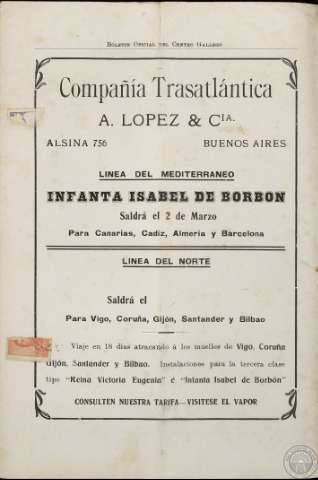 BOLETIN OFICIAL DEL CENTRO GALLEGO
Compañía Trasatlántica
A. LOPEZ & CIA.
ALSINA 756 BUENOS AIRES
LINEA DEL MEDITERRANEO
INFANTA ISABEL DE BORBON
Saldrá el 2 de Marzo
Para Canarias, Cadiz, Almeria y Barcelona
LINEA DEL NORTE
Saldrá el
Para Vigo, Coruña, Gijón, Santander y Bilbao
Viaje en 18 dias atracando á los muelles de Vigo, Coruña
Gijón, Santander y Bilbao. Instalaciones para la tercera clase
tipo "Reina Victoria Eugenia" é "Infanta Isabel de Borbón"
CONSULTEN NUESTRA TARIFA—VISITESE EL VAPOR